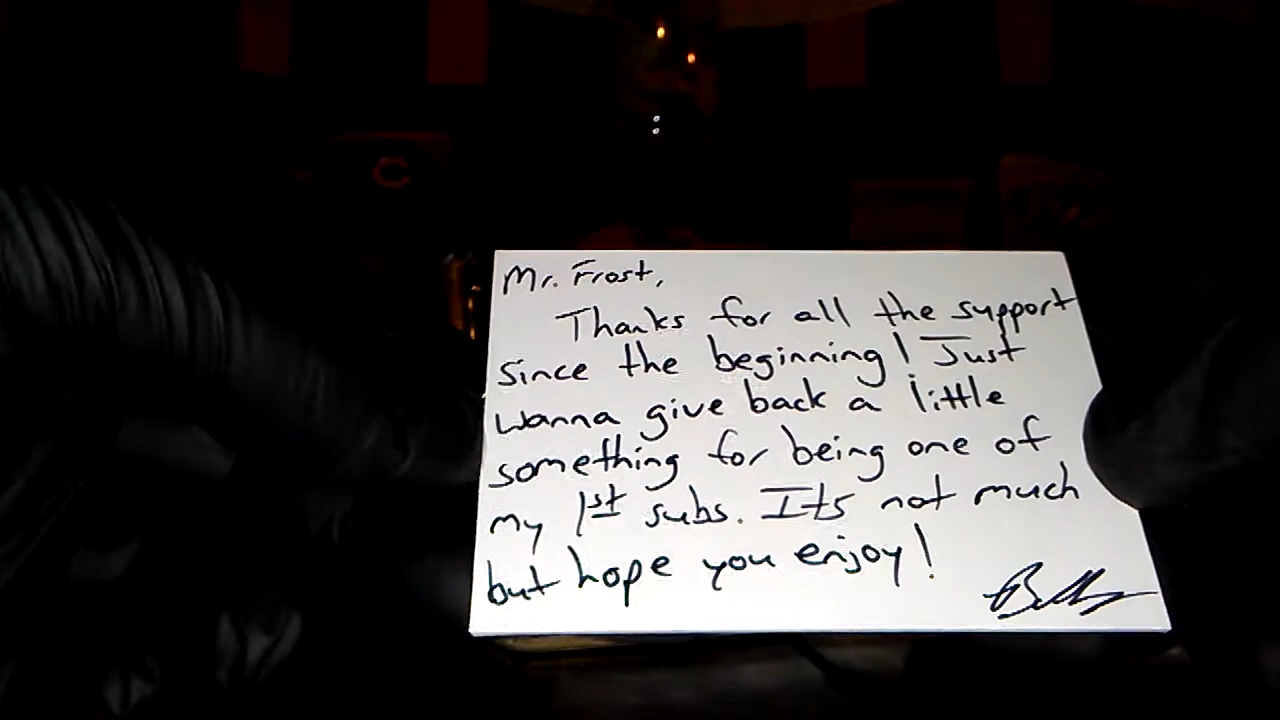 Mr. Frost,
Thanks for all the support
since the beginning! Just
wanna give back a little
something for being one of
my 1st subs. Its not much
but hope you enjoy!